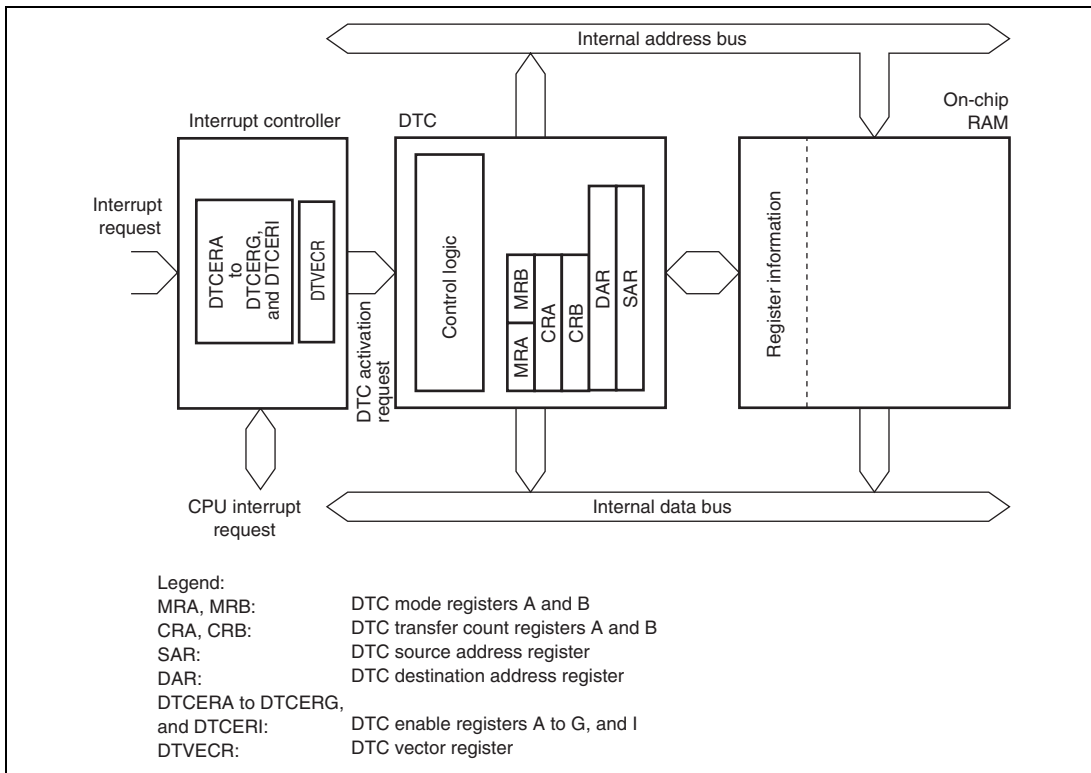 Internal address bus
On-chip
RAM
Interrupt controller
DTC
Interrupt
request
DTCERA
to
DTCERG,
and DTCERI
DTVECR
DTC activation
request
Control logic
MRA
MRB
CRA
CRB
DAR
SAR
Register information
CPU interrupt
request
Internal data bus
Legend:
MRA, MRB: DTC mode registers A and B
CRA, CRB: DTC transfer count registers A and B
SAR: DTC source address register
DAR: DTC destination address register
DTCERA to DTCERG,
and DTCERI: DTC enable registers A to G, and I
DTVECR: DTC vector register